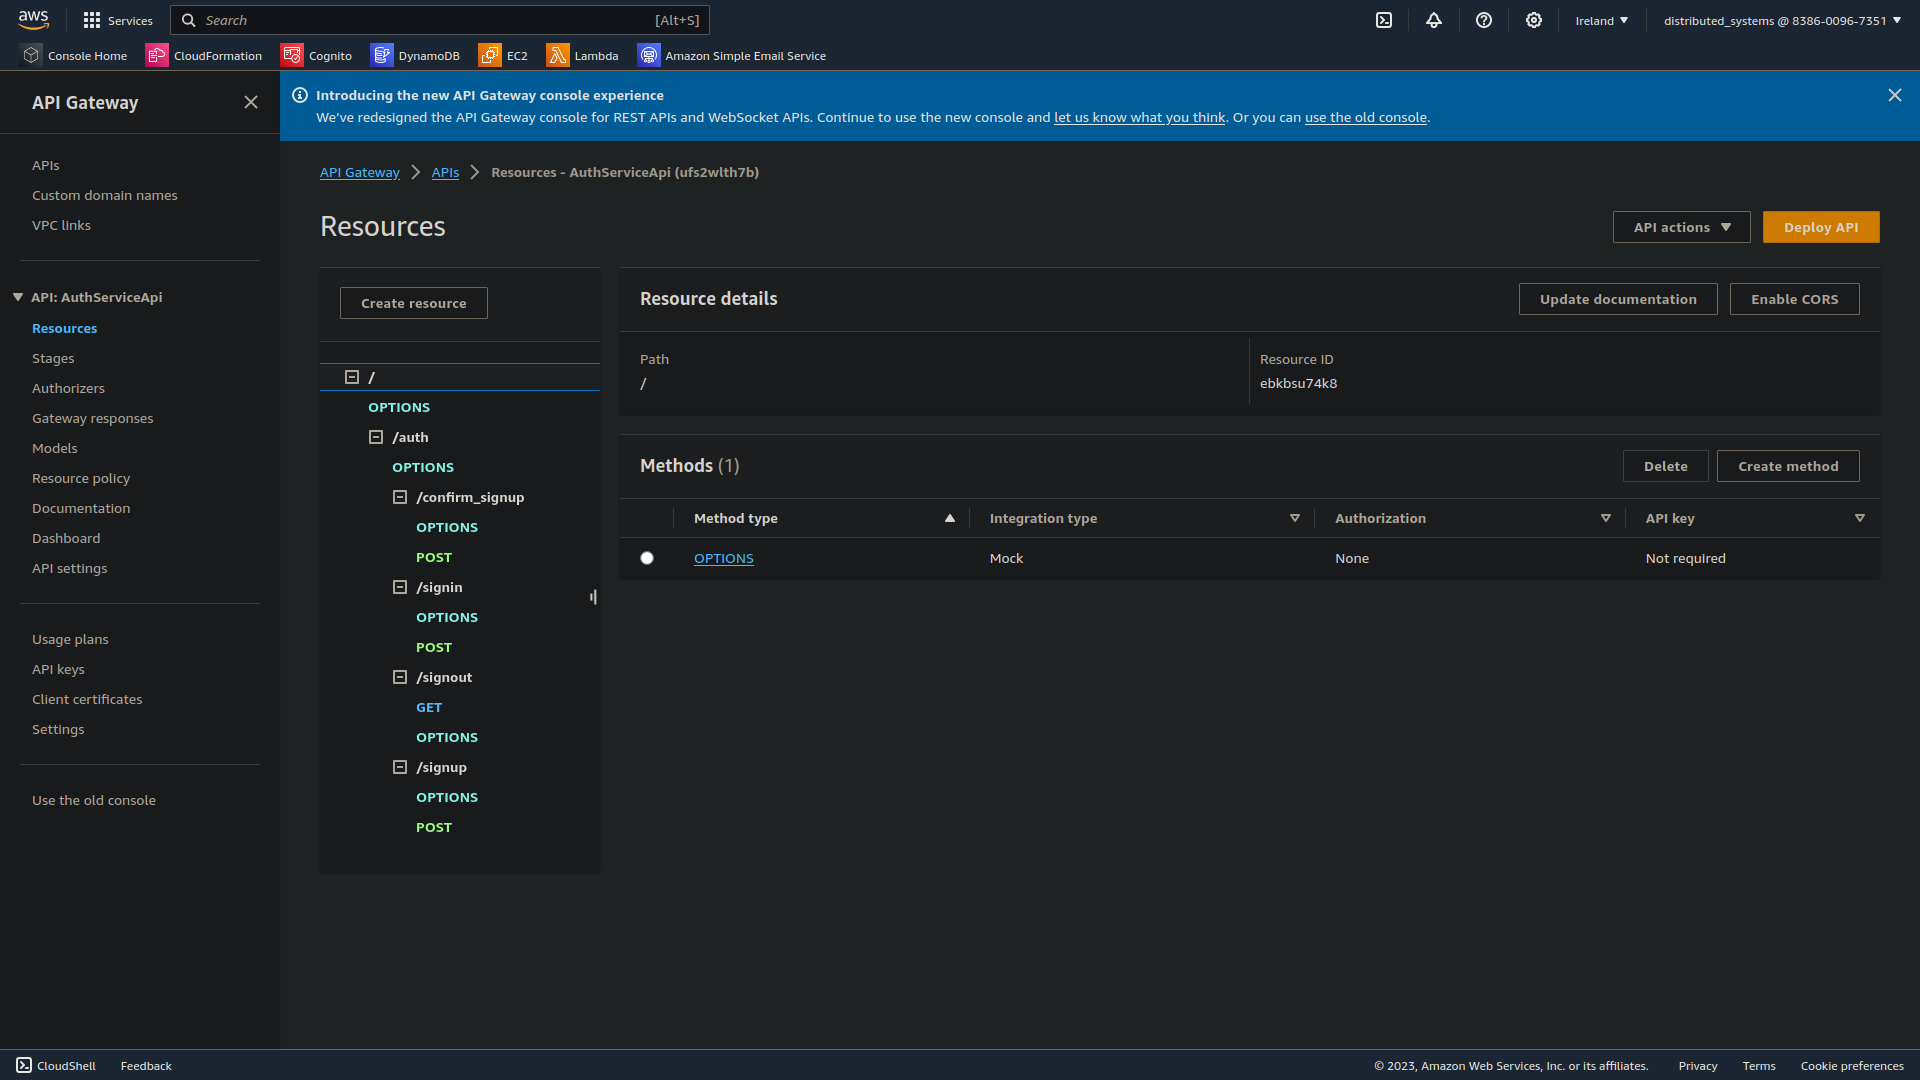 aws
Services
Search [Alt+S]
Ireland
distributed_systems @ 8386-0096-7351
Console Home CloudFormation Cognito DynamoDB EC2 Lambda Amazon Simple Email Service
API Gateway
APIs
Custom domain names
VPC links
API: AuthServiceApi
Resources
Stages
Authorizers
Gateway responses
Models
Resource policy
Documentation
Dashboard
API settings
Usage plans
API keys
Client certificates
Settings
Use the old console
Introducing the new API Gateway console experience
We've redesigned the API Gateway console for REST APIs and WebSocket APIs. Continue to use the new console and let us know what you think. Or you can use the old console.
API Gateway APIs Resources - AuthServiceApi (ufs2wlth7b)
Resources
API actions Deploy API
Create resource
/
OPTIONS
/auth
OPTIONS
/confirm_signup
OPTIONS
POST
/signin
OPTIONS
POST
/signout
GET
OPTIONS
/signup
OPTIONS
POST
Resource details
Update documentation Enable CORS
Path
/
Resource ID
ebkbsu74k8
Methods (1)
Delete Create method
Method type Integration type Authorization API key
OPTIONS Mock None Not required
CloudShell Feedback
© 2023, Amazon Web Services, Inc. or its affiliates. Privacy Terms Cookie preferences